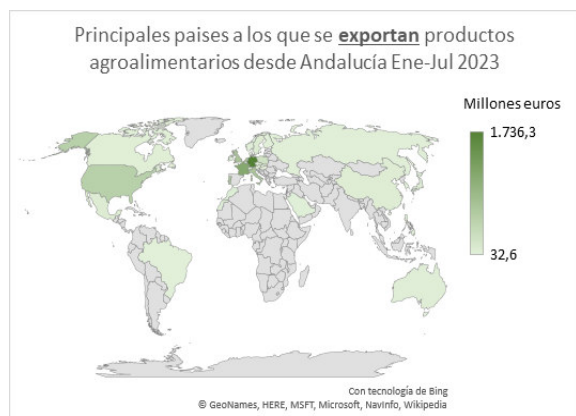 Principales paises a los que se exportan productos
agroalimentarios desde Andalucía Ene-Jul 2023
Millones euros
1.736,3
32,6
Con tecnología de Bing
© GeoNames, HERE, MSFT, Microsoft, NavInfo, Wikipedia